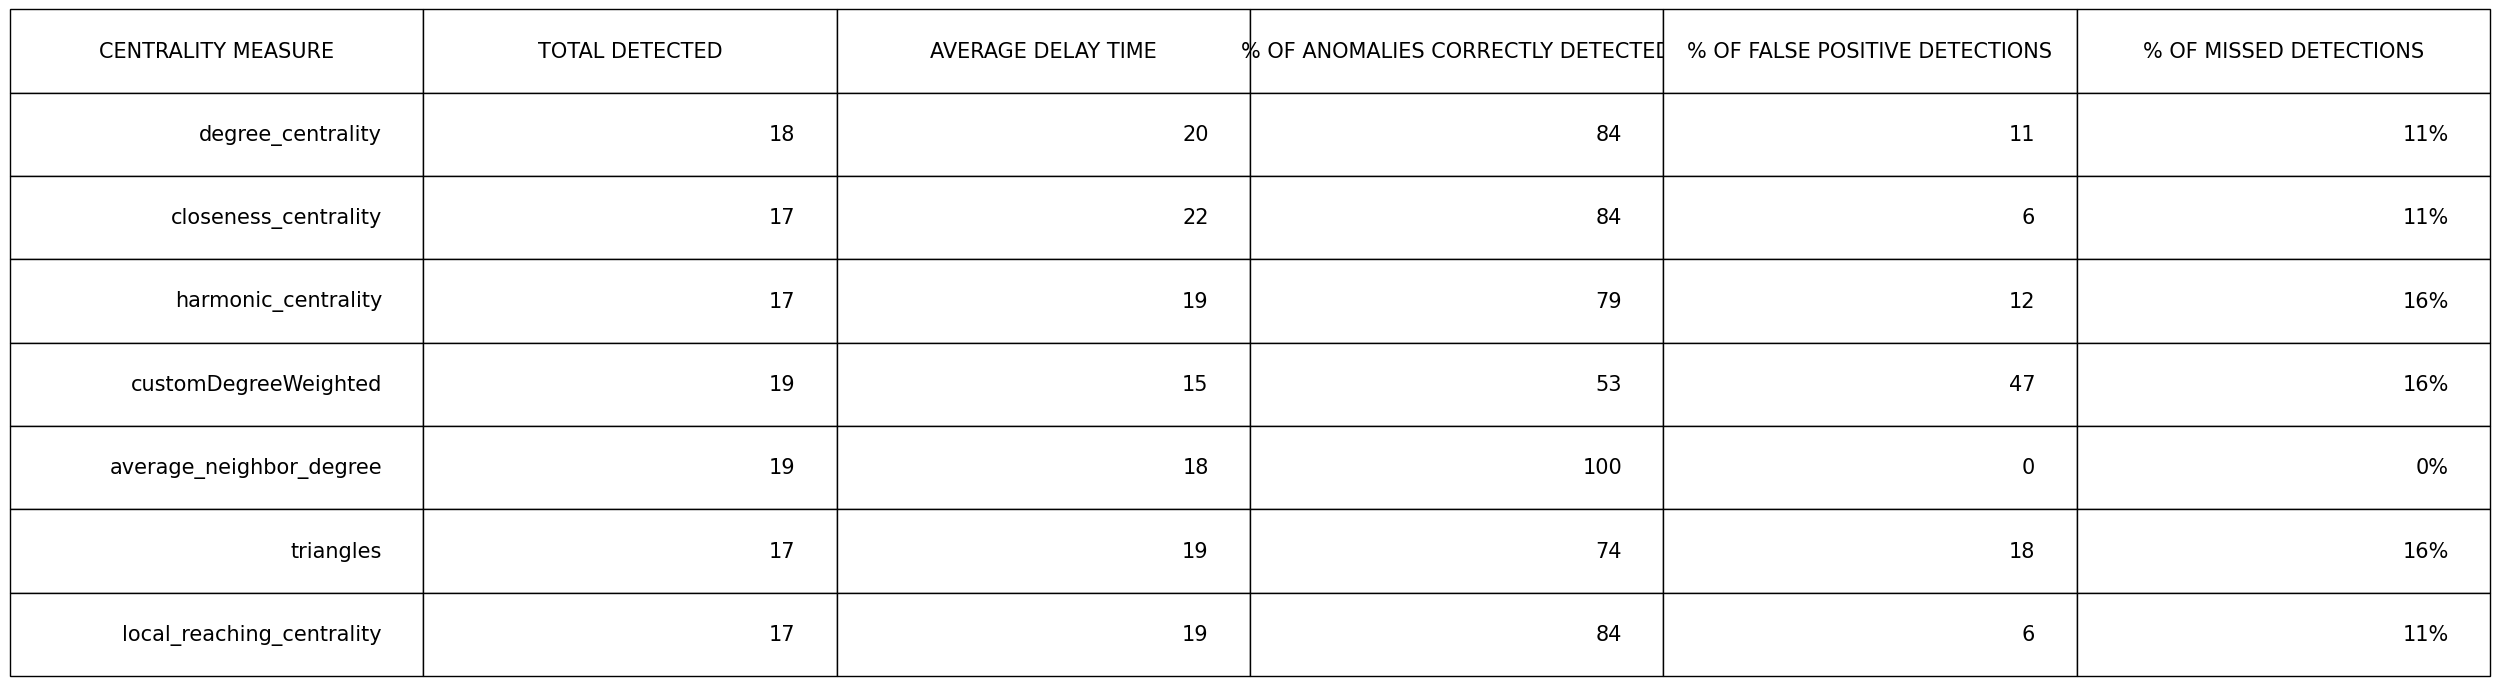 CENTRALITY MEASURE TOTAL DETECTED AVERAGE DELAY TIME % OF ANOMALIES CORRECTLY DETECTED % OF FALSE POSITIVE DETECTIONS % OF MISSED DETECTIONS
degree_centrality 18 20 84 11 11%
closeness_centrality 17 22 84 6 11%
harmonic_centrality 17 19 79 12 16%
customDegreeWeighted 19 15 53 47 16%
average_neighbor_degree 19 18 100 0 0%
triangles 17 19 74 18 16%
local_reaching_centrality 17 19 84 6 11%